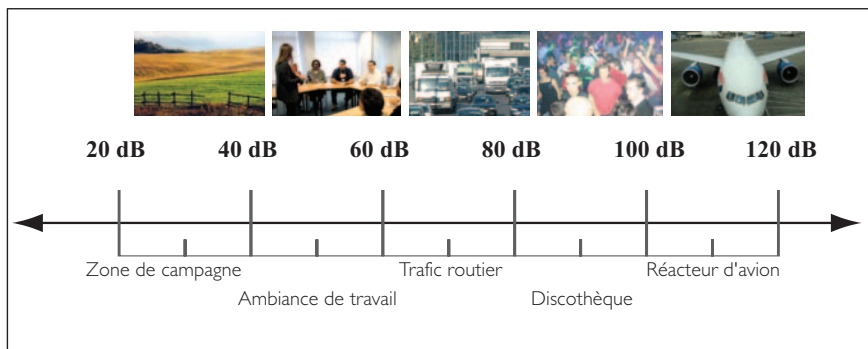 20 dB 40 dB 60 dB 80 dB 100 dB 120 dB
Zone de campagne Trafic routier Réacteur d'avion
Ambiance de travail Discothèque